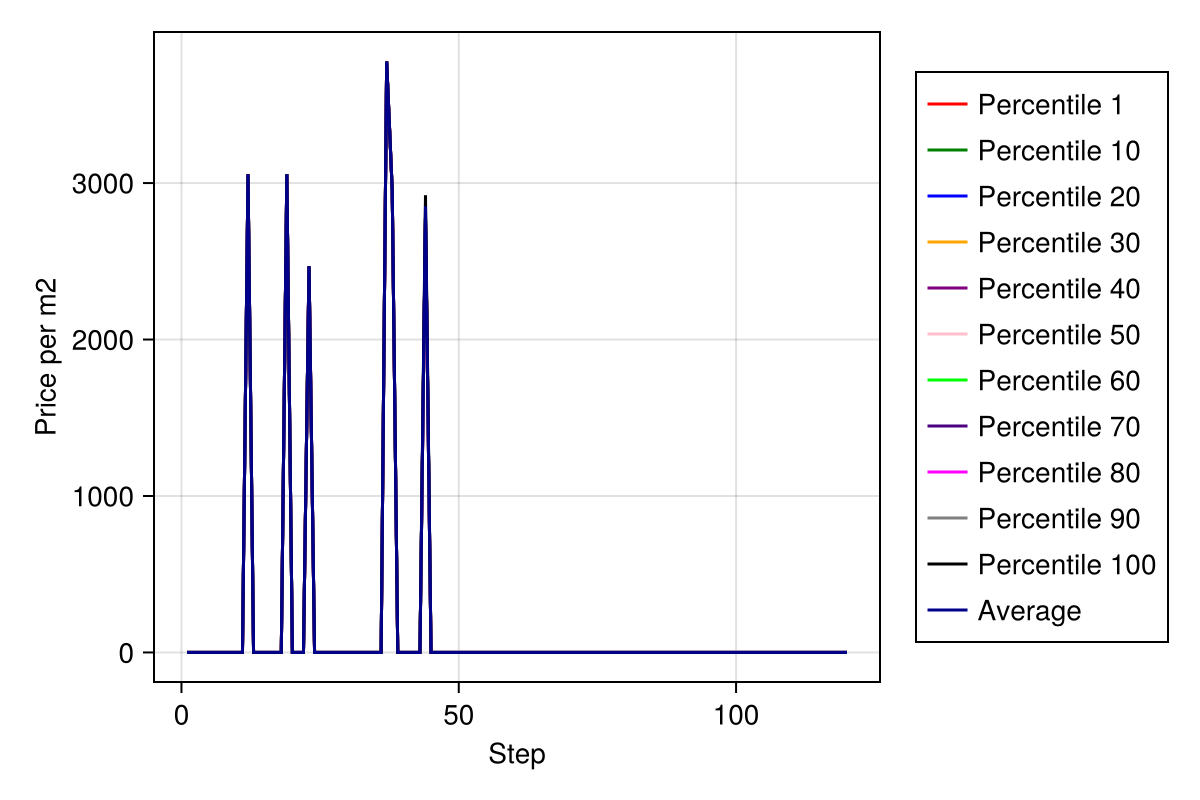 3000
2000
1000
0
Price per m2
0
50
100
Step
Percentile 1
Percentile 10
Percentile 20
Percentile 30
Percentile 40
Percentile 50
Percentile 60
Percentile 70
Percentile 80
Percentile 90
Percentile 100
Average